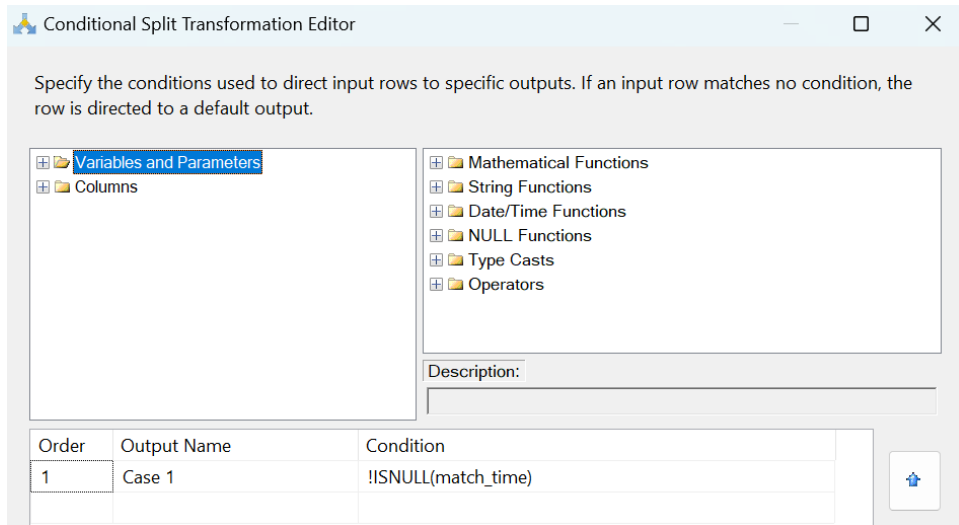 Conditional Split Transformation Editor
Specify the conditions used to direct input rows to specific outputs. If an input row matches no condition, the
row is directed to a default output.
Variables and Parameters
Columns
Mathematical Functions
String Functions
Date/Time Functions
NULL Functions
Type Casts
Operators
Description:
Order Output Name Condition
1 Case 1 !ISNULL(match_time)